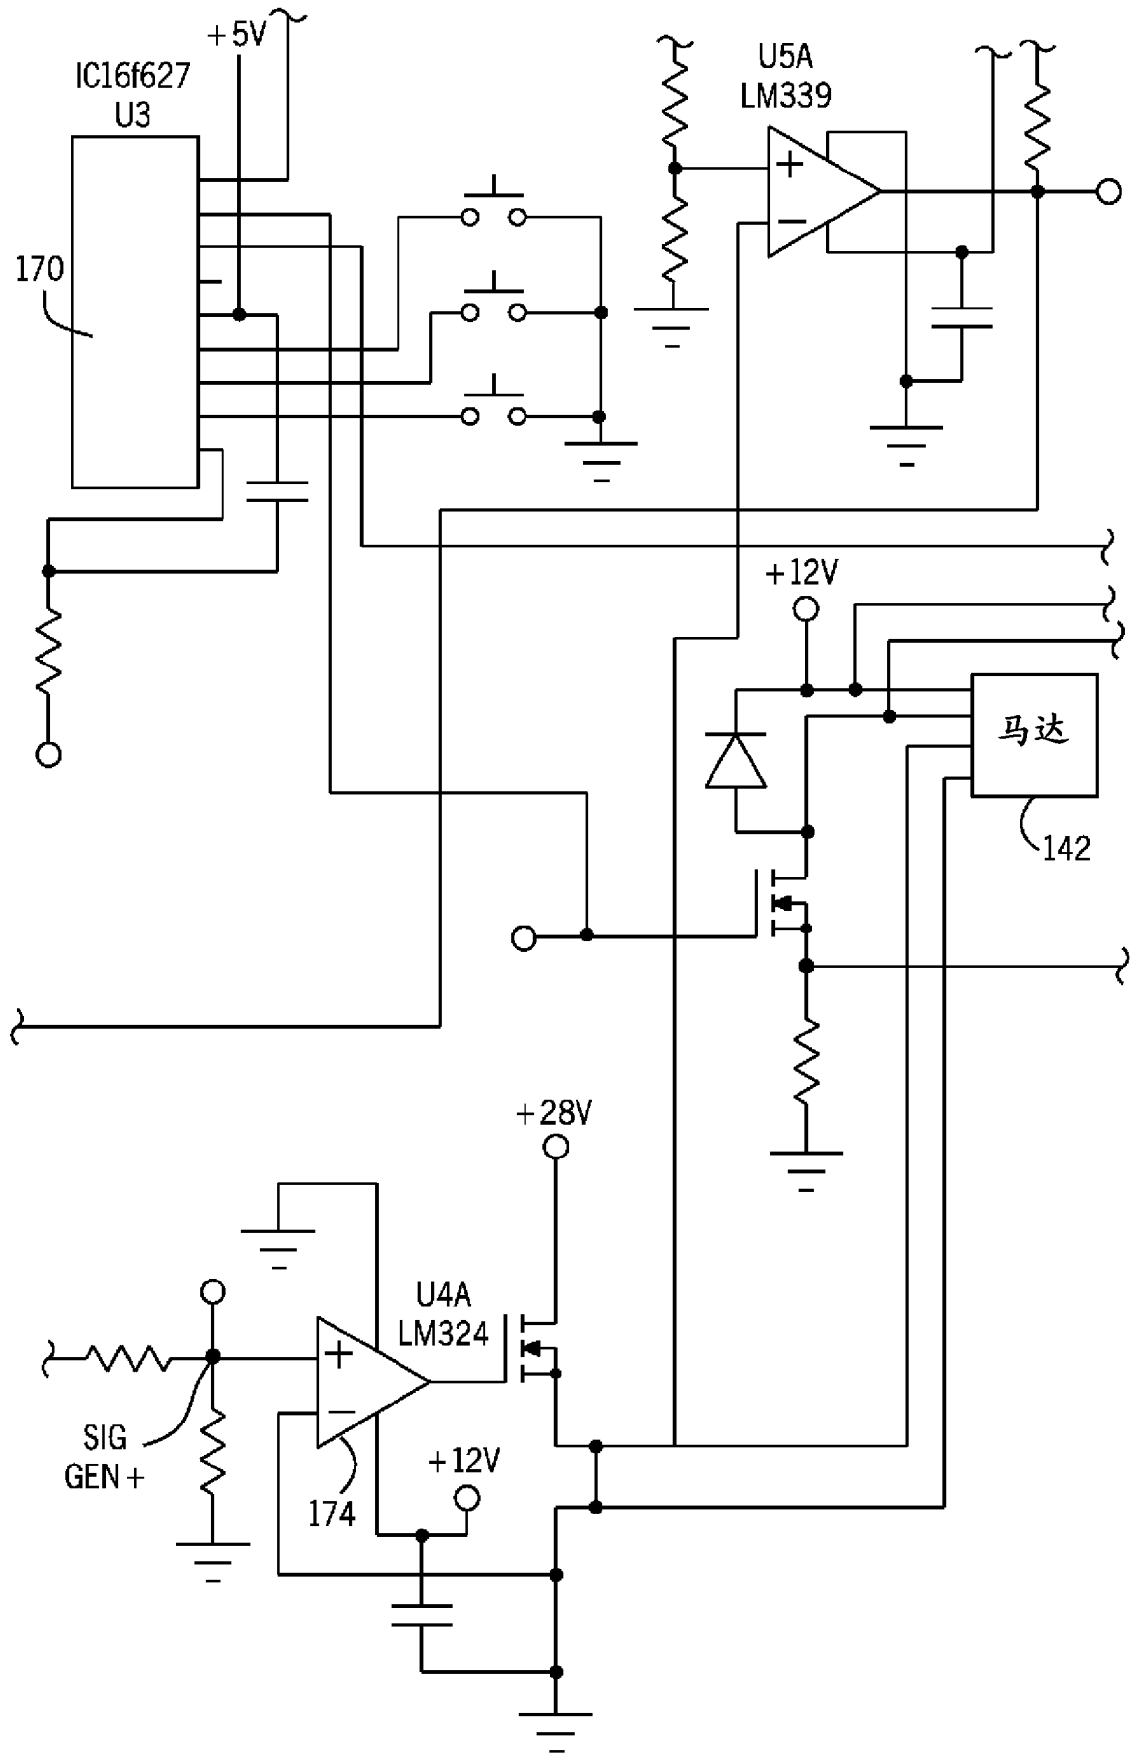 +5V
IC16f627
U3
170
U5A
LM339
+12V
马达
142
+28V
U4A
LM324
SIG
GEN+
174
+12V